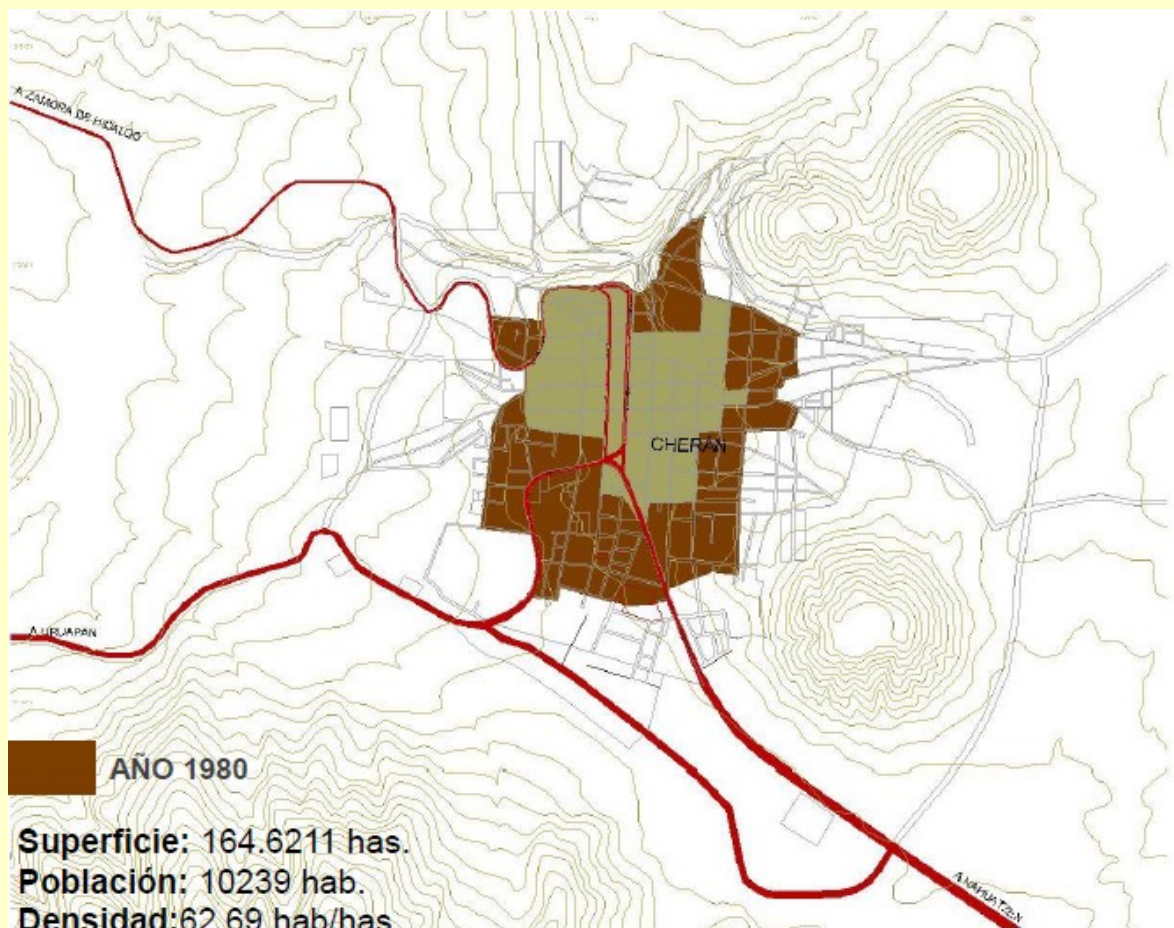 A ZAMORA DE HIDALGO
CHERAN
A URUAPAN
AÑO 1980
Superficie: 164.6211 has.
Población: 10239 hab.
Densidad:62.69 hab/has
A NAHUATZEN